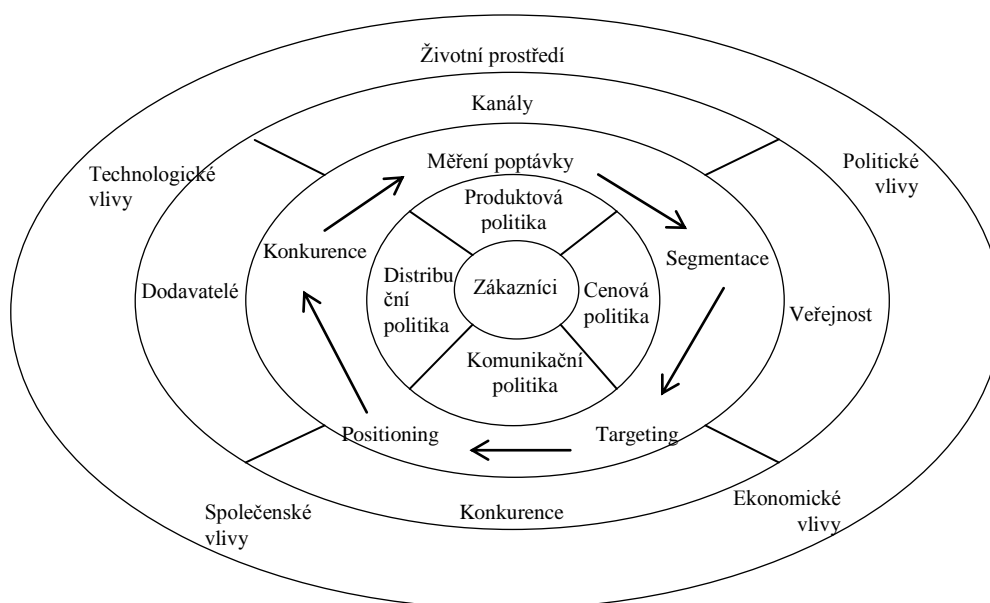 Životní prostředí
Kanály
Technologické
vlivy
Měření poptávky
Politické
vlivy
Produktová
politika
Konkurence
Segmentace
Dodavatelé
Distribu
ční
politika
Zákazníci
Cenová
politika
Veřejnost
Komunikační
politika
Positioning
Targeting
Společenské
vlivy
Konkurence
Ekonomické
vlivy